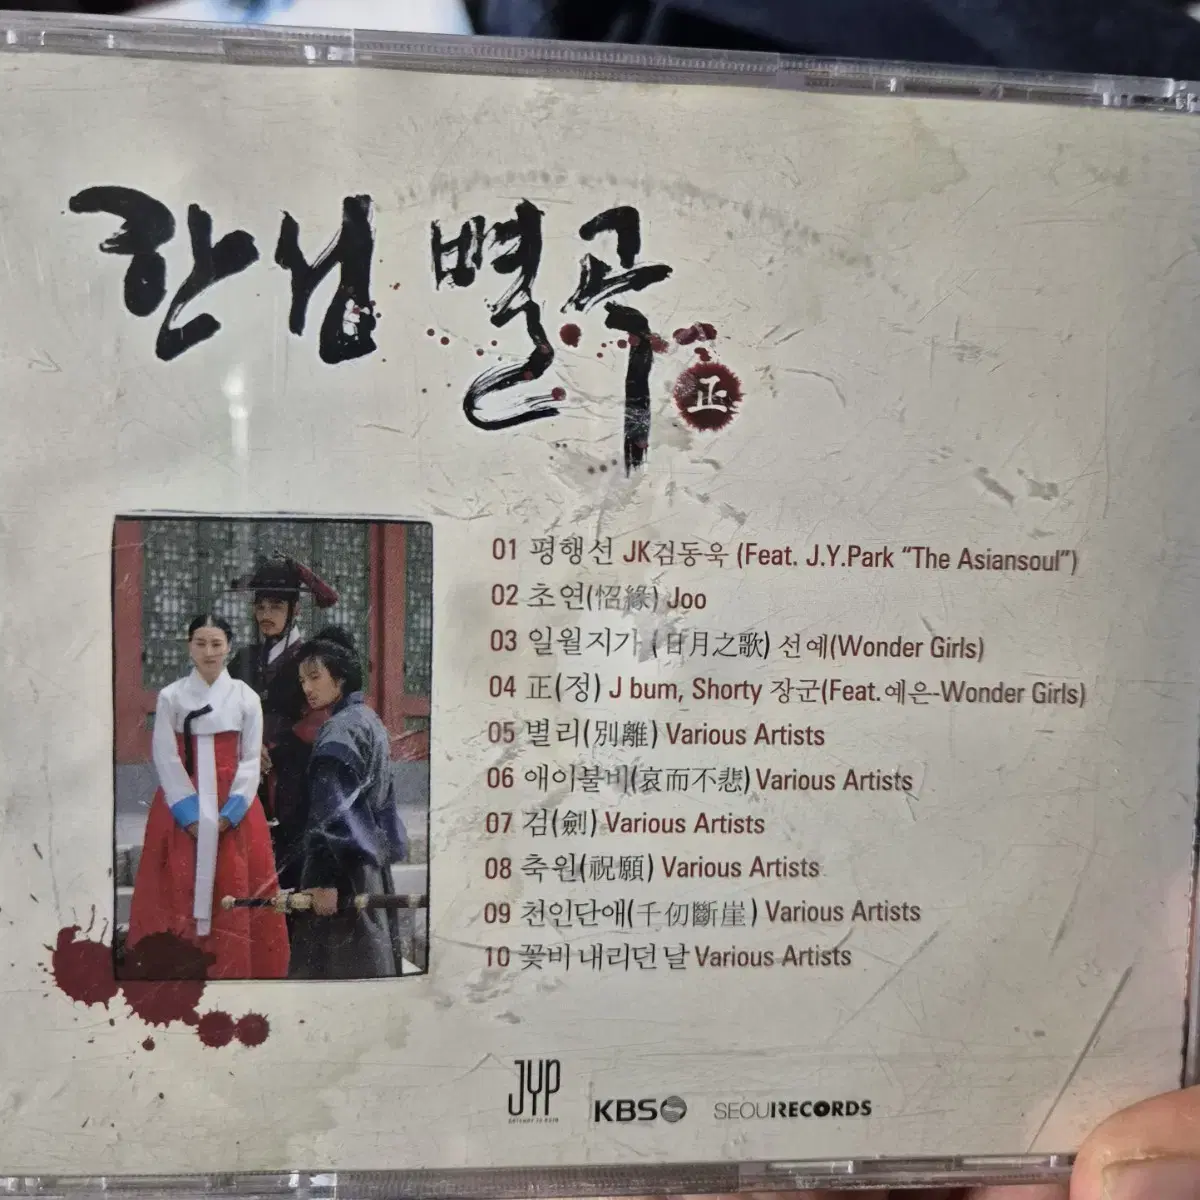 한성별곡 正
01 평행선 JK김동욱 (Feat. J.Y.Park "The Asiansoul")
02 초연(怊緣) Joo
03 일월지가 (日月之歌) 선예(Wonder Girls)
04 正(정) J bum, Shorty 장군(Feat.예은-Wonder Girls)
05 별리(別離) Various Artists
06 애이불비(哀而不悲) Various Artists
07 검(劍) Various Artists
08 축원(祝願) Various Artists
09 천인단애(千仞斷崖) Various Artists
10 꽃비 내리던 날 Various Artists
JYP KBS SEOULRECORDS